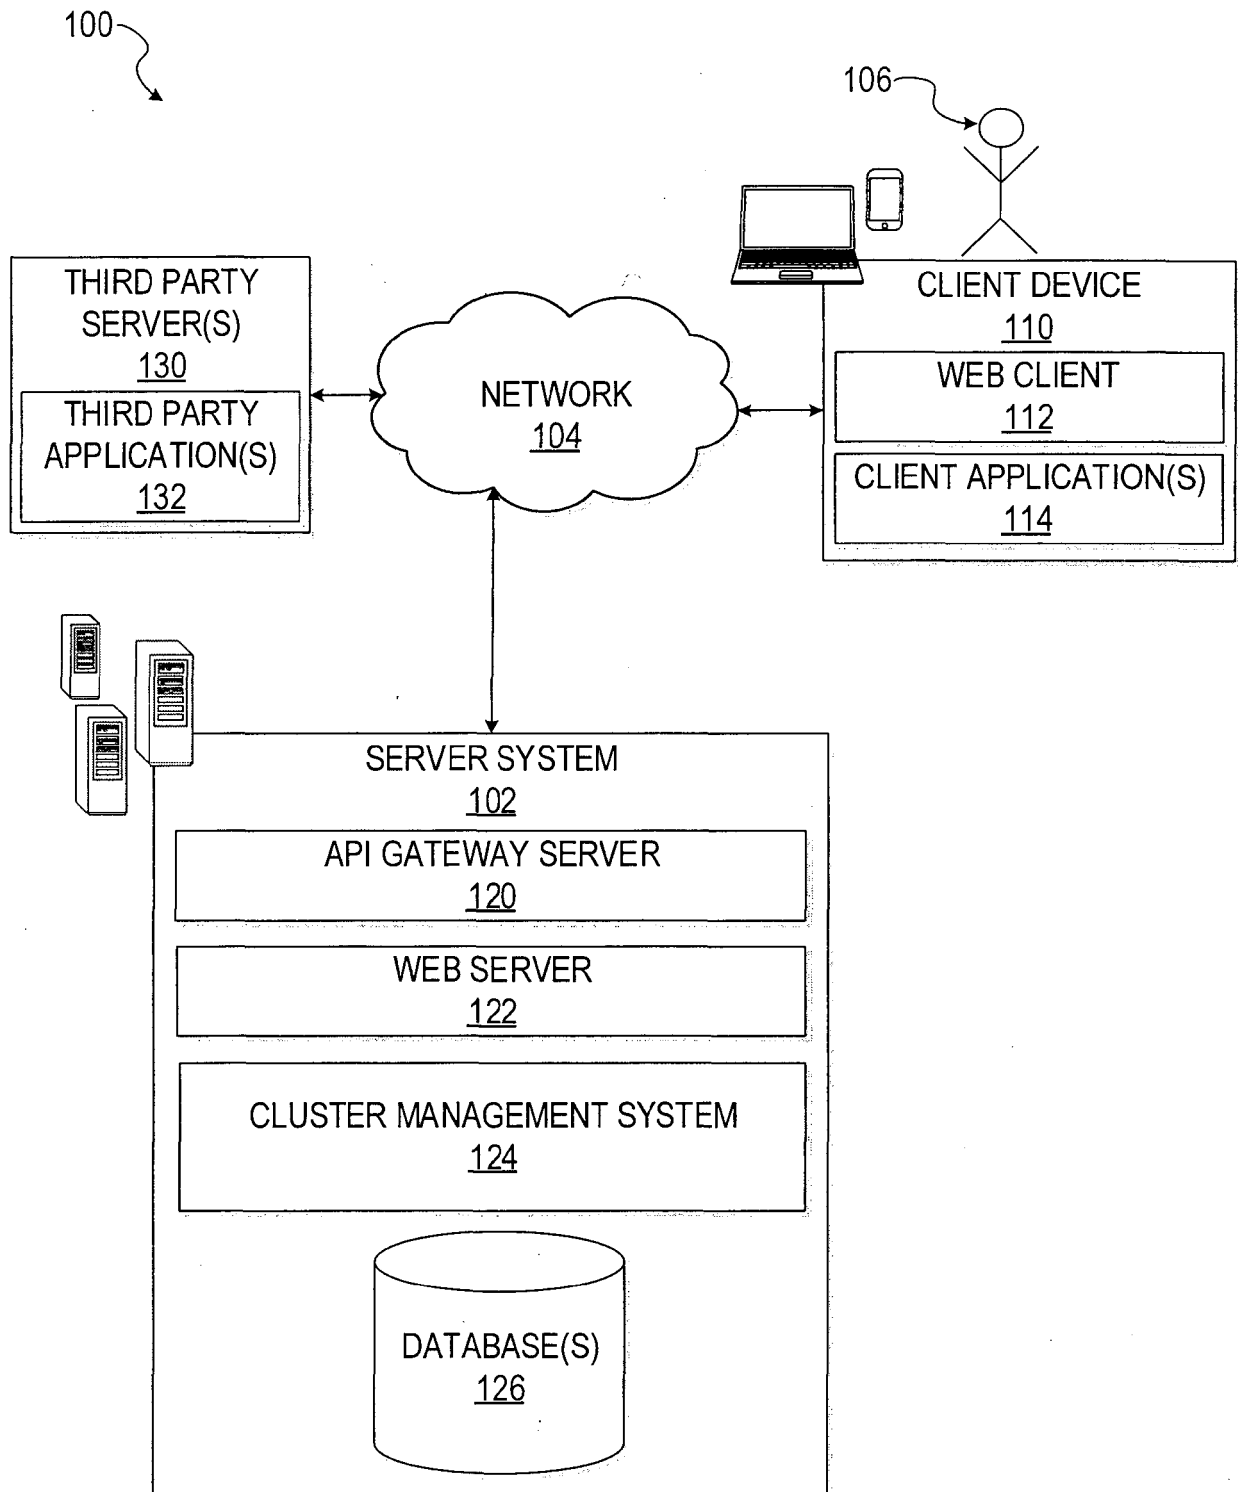 100
106
THIRD PARTY
SERVER(S)
130
THIRD PARTY
APPLICATION(S)
132
NETWORK
104
CLIENT DEVICE
110
WEB CLIENT
112
CLIENT APPLICATION(S)
114
SERVER SYSTEM
102
API GATEWAY SERVER
120
WEB SERVER
122
CLUSTER MANAGEMENT SYSTEM
124
DATABASE(S)
126